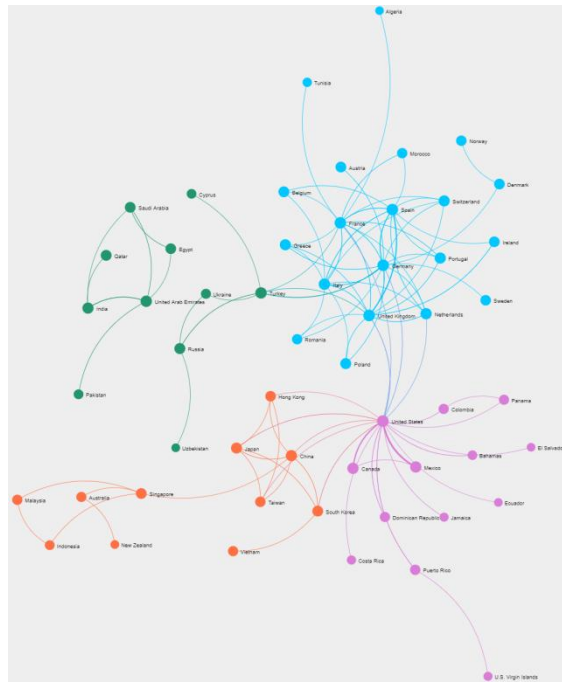 Algeria
Tunisia
Norway
Morocco
Austria
Denmark
Belgium
Cyprus
Switzerland
Saudi Arabia
Spain
France
Ireland
Greece
Egypt
Qatar
Portugal
Germany
Italy
Ukraine
Turkey
United Arab Emirates
Sweden
India
United Kingdom
Netherlands
Romania
Russia
Poland
Pakistan
Hong Kong
Panama
Colombia
United States
Uzbekistan
Japan
El Salvado
China
Bahamas
Canada
Mexico
Singapore
Malaysia
Australia
Taiwan
Ecuador
South Korea
Dominican Republic
Jamaica
Indonesia
New Zealand
Vietnam
Costa Rica
Puerto Rico
U.S. Virgin Islands